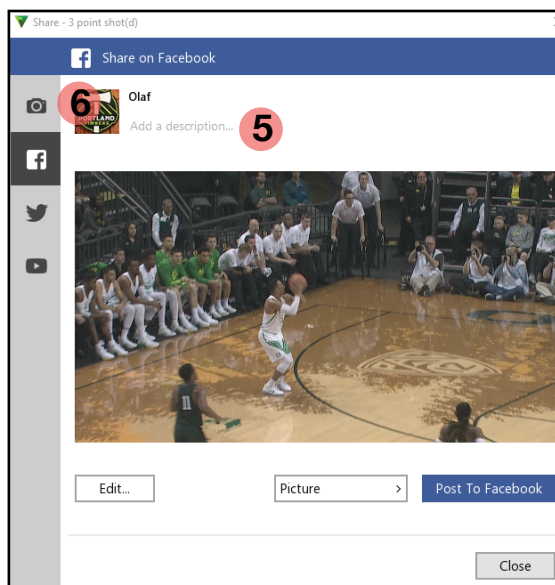 Share - 3 point shot(d)
Share on Facebook
6
PORTLAND
Olaf
Add a description...
5
11
Edit...
Picture
Post To Facebook
Close